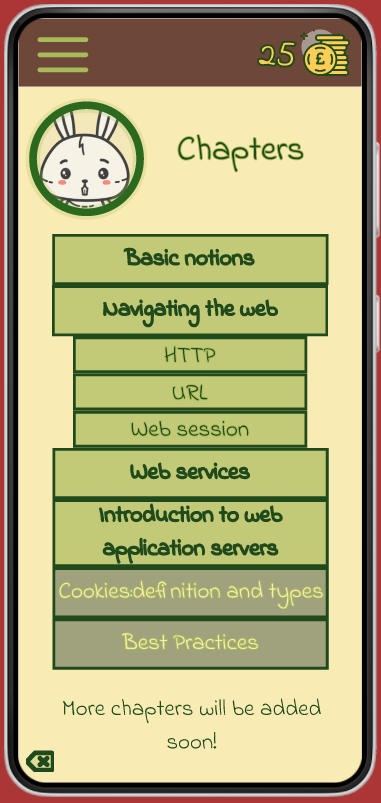 25
£
Chapters
Basic notions
Navigating the web
HTTP
URL
Web session
Web services
Introduction to web
application servers
Cookies:definition and types
Best Practices
More chapters will be added
soon!